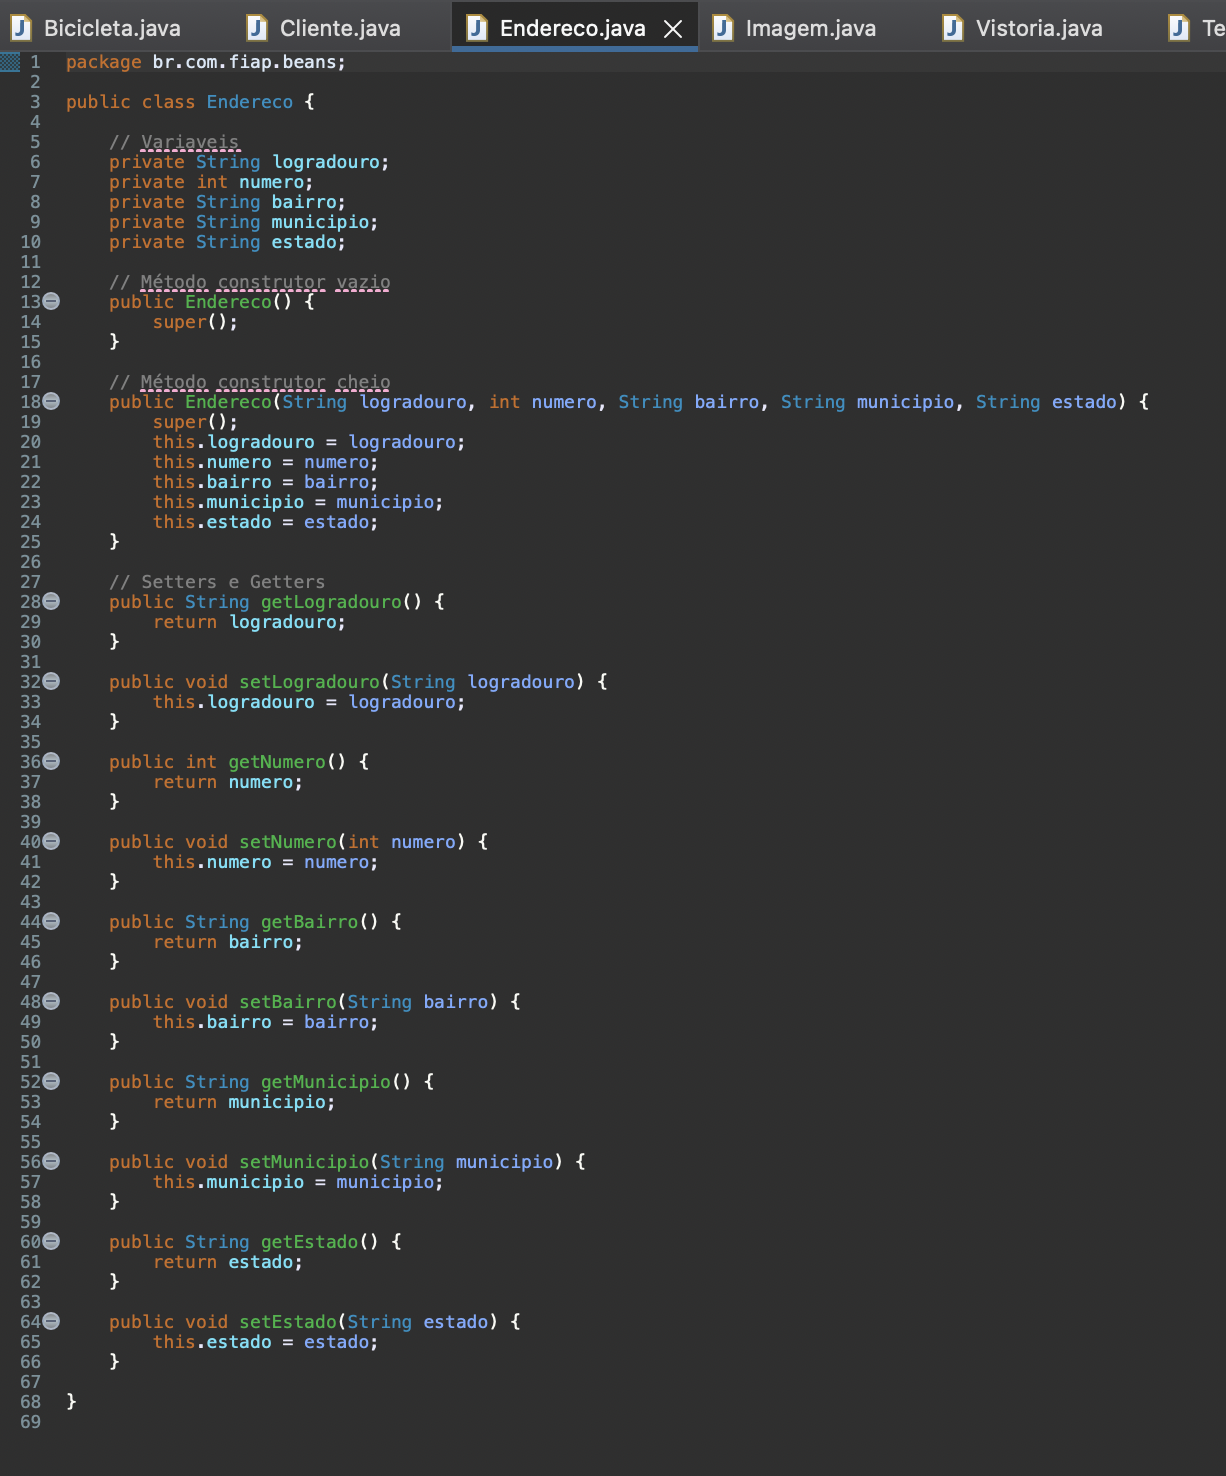 Bicicleta.java Cliente.java Endereco.java Imagem.java Vistoria.java Te
1 package br.com.fiap.beans;
2
3 public class Endereco {
4
5     // Variaveis
6     private String logradouro;
7     private int numero;
8     private String bairro;
9     private String municipio;
10     private String estado;
11
12     // Método construtor vazio
13     public Endereco() {
14         super();
15     }
16
17     // Método construtor cheio
18     public Endereco(String logradouro, int numero, String bairro, String municipio, String estado) {
19         super();
20         this.logradouro = logradouro;
21         this.numero = numero;
22         this.bairro = bairro;
23         this.municipio = municipio;
24         this.estado = estado;
25     }
26
27     // Setters e Getters
28     public String getLogradouro() {
29         return logradouro;
30     }
31
32     public void setLogradouro(String logradouro) {
33         this.logradouro = logradouro;
34     }
35
36     public int getNumero() {
37         return numero;
38     }
39
40     public void setNumero(int numero) {
41         this.numero = numero;
42     }
43
44     public String getBairro() {
45         return bairro;
46     }
47
48     public void setBairro(String bairro) {
49         this.bairro = bairro;
50     }
51
52     public String getMunicipio() {
53         return municipio;
54     }
55
56     public void setMunicipio(String municipio) {
57         this.municipio = municipio;
58     }
59
60     public String getEstado() {
61         return estado;
62     }
63
64     public void setEstado(String estado) {
65         this.estado = estado;
66     }
67
68 }
69